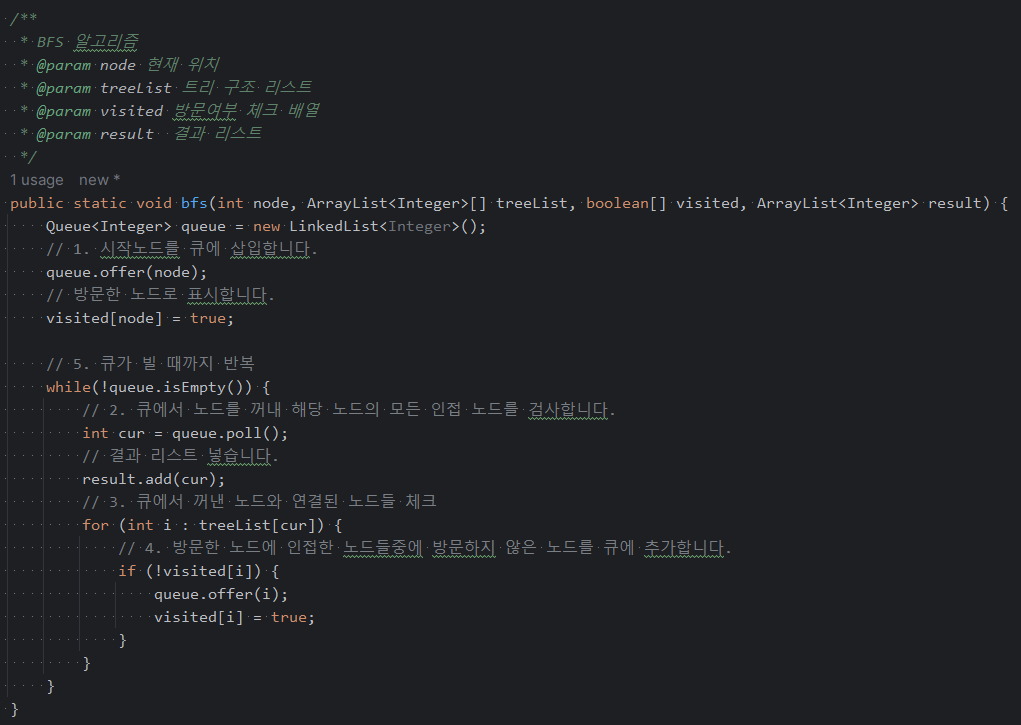 /**
 * BFS 알고리즘
 * @param node 현재 위치
 * @param treeList 트리 구조 리스트
 * @param visited 방문여부 체크 배열
 * @param result  결과 리스트
 */
1 usage   new *
public static void bfs(int node, ArrayList<Integer>[] treeList, boolean[] visited, ArrayList<Integer> result) {
    Queue<Integer> queue = new LinkedList<Integer>();
    // 1. 시작노드를 큐에 삽입합니다.
    queue.offer(node);
    // 방문한 노드로 표시합니다.
    visited[node] = true;

    // 5. 큐가 빌 때까지 반복
    while(!queue.isEmpty()) {
        // 2. 큐에서 노드를 꺼내 해당 노드의 모든 인접 노드를 검사합니다.
        int cur = queue.poll();
        // 결과 리스트 넣습니다.
        result.add(cur);
        // 3. 큐에서 꺼낸 노드와 연결된 노드들 체크
        for (int i : treeList[cur]) {
            // 4. 방문한 노드에 인접한 노드들중에 방문하지 않은 노드를 큐에 추가합니다.
            if (!visited[i]) {
                queue.offer(i);
                visited[i] = true;
            }
        }
    }
}